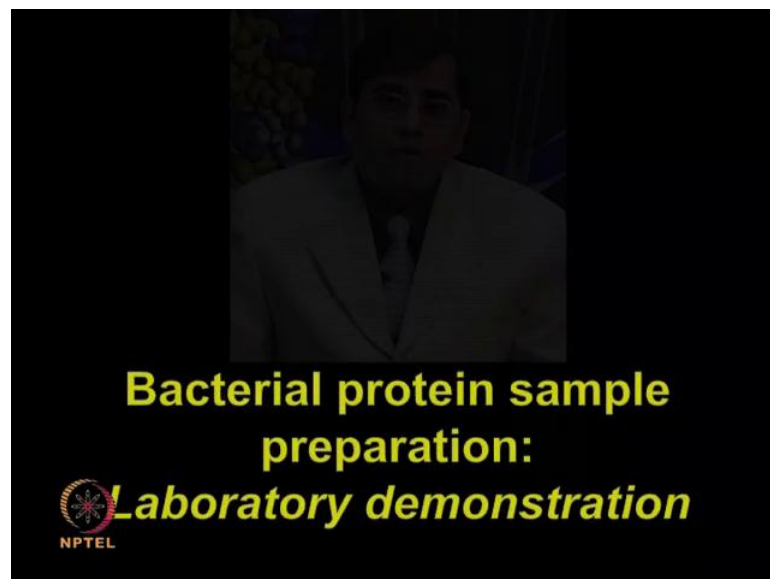 Bacterial protein sample
preparation:
Laboratory demonstration
NPTEL